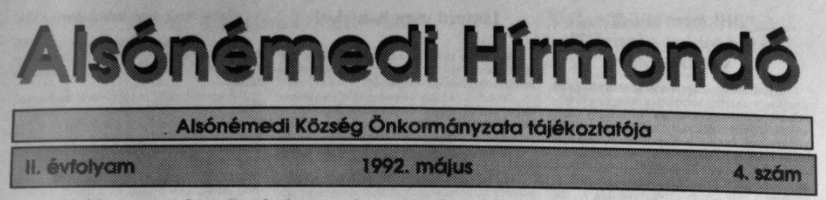 Alsónémedi Hírmondó
Alsónémedi Község Önkormányzata tájékoztatója
II. évfolyam 1992. május 4. szám